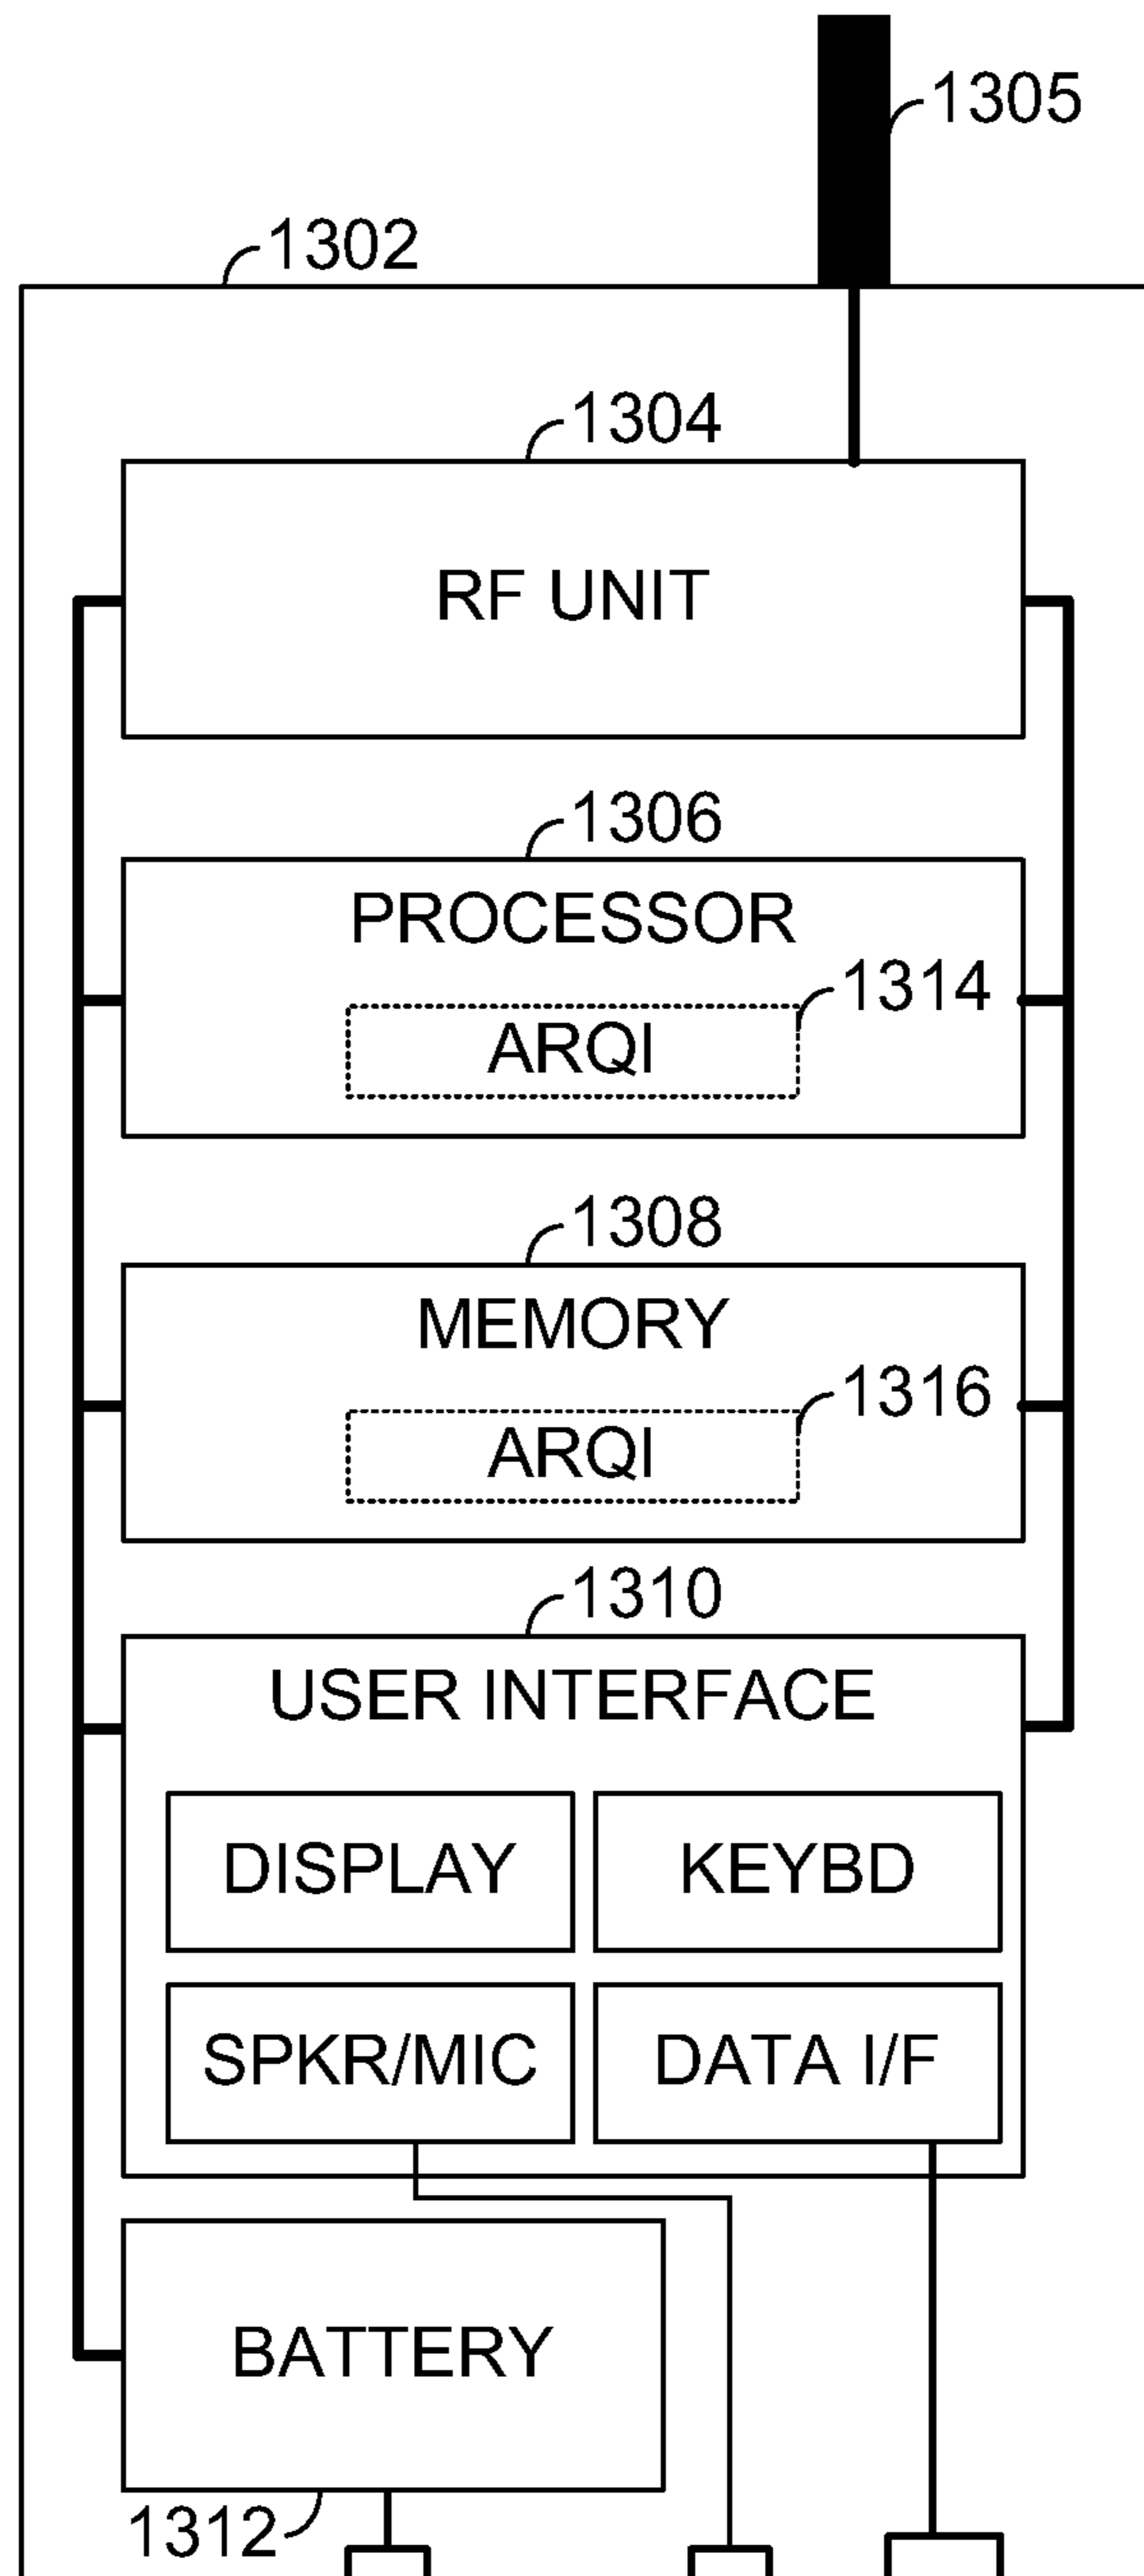 1305
1302
1304
RF UNIT
1306
PROCESSOR
1314
ARQI
1308
MEMORY
1316
ARQI
1310
USER INTERFACE
DISPLAY KEYBD
SPKR/MIC DATA I/F
BATTERY
1312